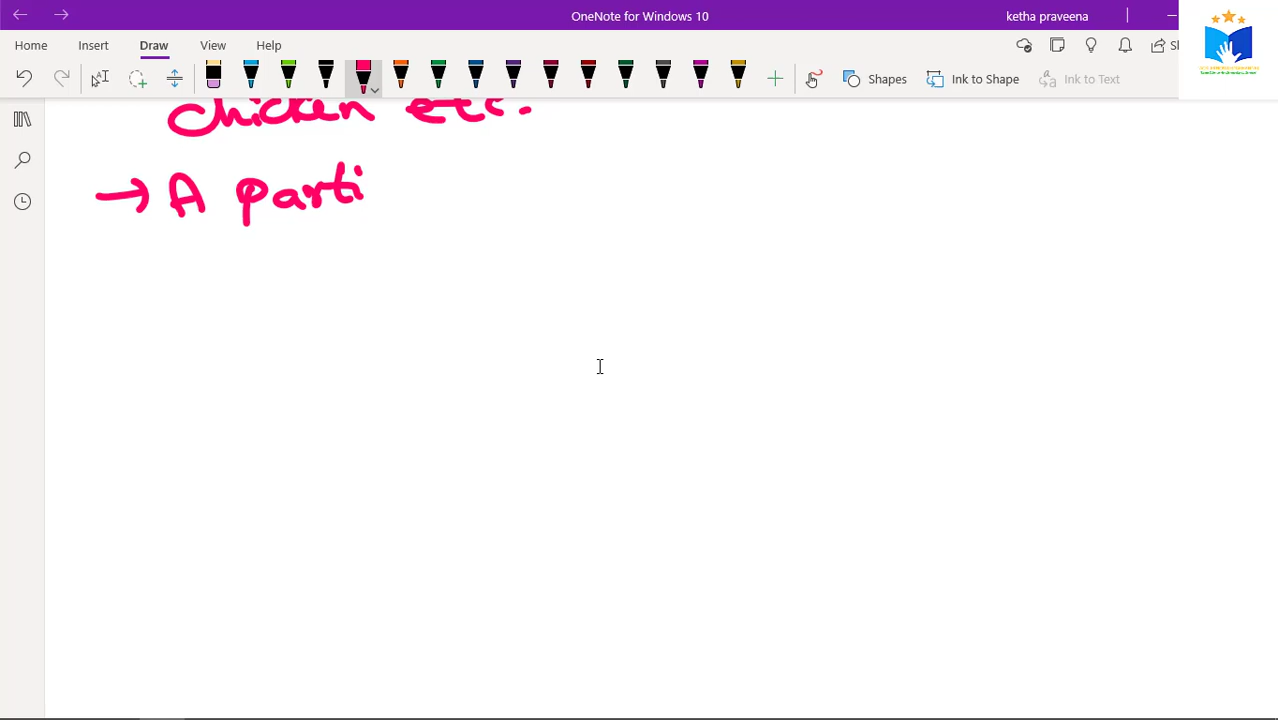 OneNote for Windows 10
ketha praveena
Home Insert Draw View Help
Shapes
Ink to Shape
Ink to Text
chicken etc.
→ A parti